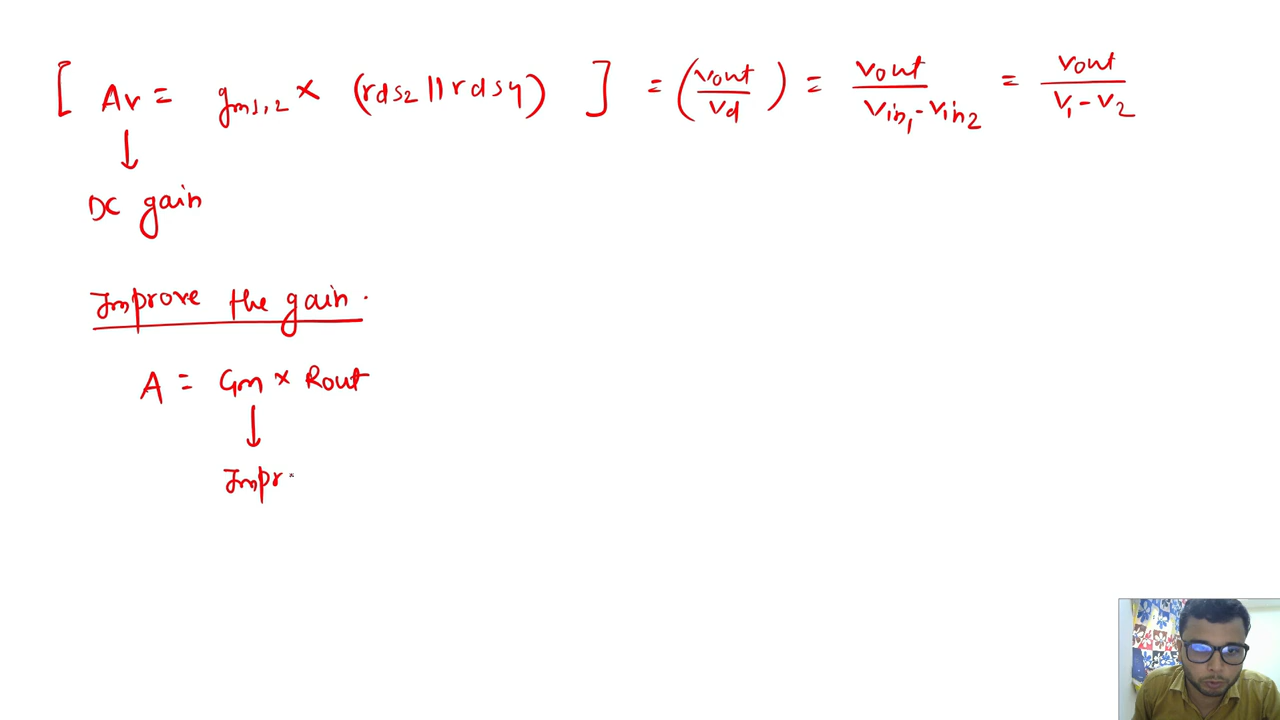 [ Av = gm1,2 × (rds2 || rds4) ] = (vout/vd) = vout/(vin1 - vin2) = vout/(v1 - v2)
↓
DC gain
Improve the gain.
A = Gm × Rout
↓
Impr